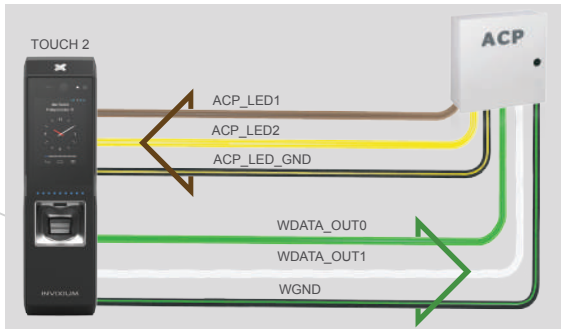 TOUCH 2
ACP
ACP_LED1
ACP_LED2
ACP_LED_GND
WDATA_OUT0
WDATA_OUT1
WGND
INVIXIUM